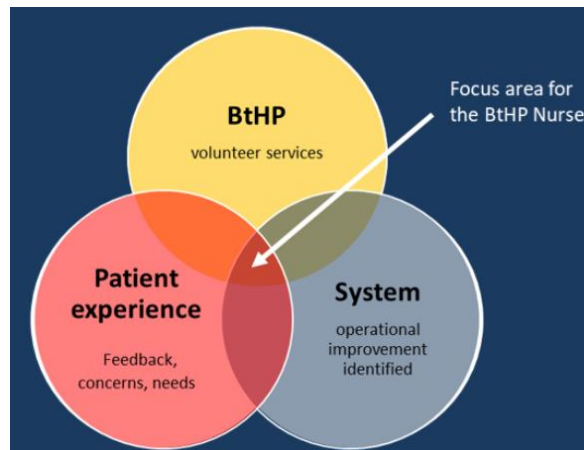 BtHP
volunteer services
Focus area for
the BtHP Nurse
Patient
experience
Feedback,
concerns, needs
System
operational
improvement
identified